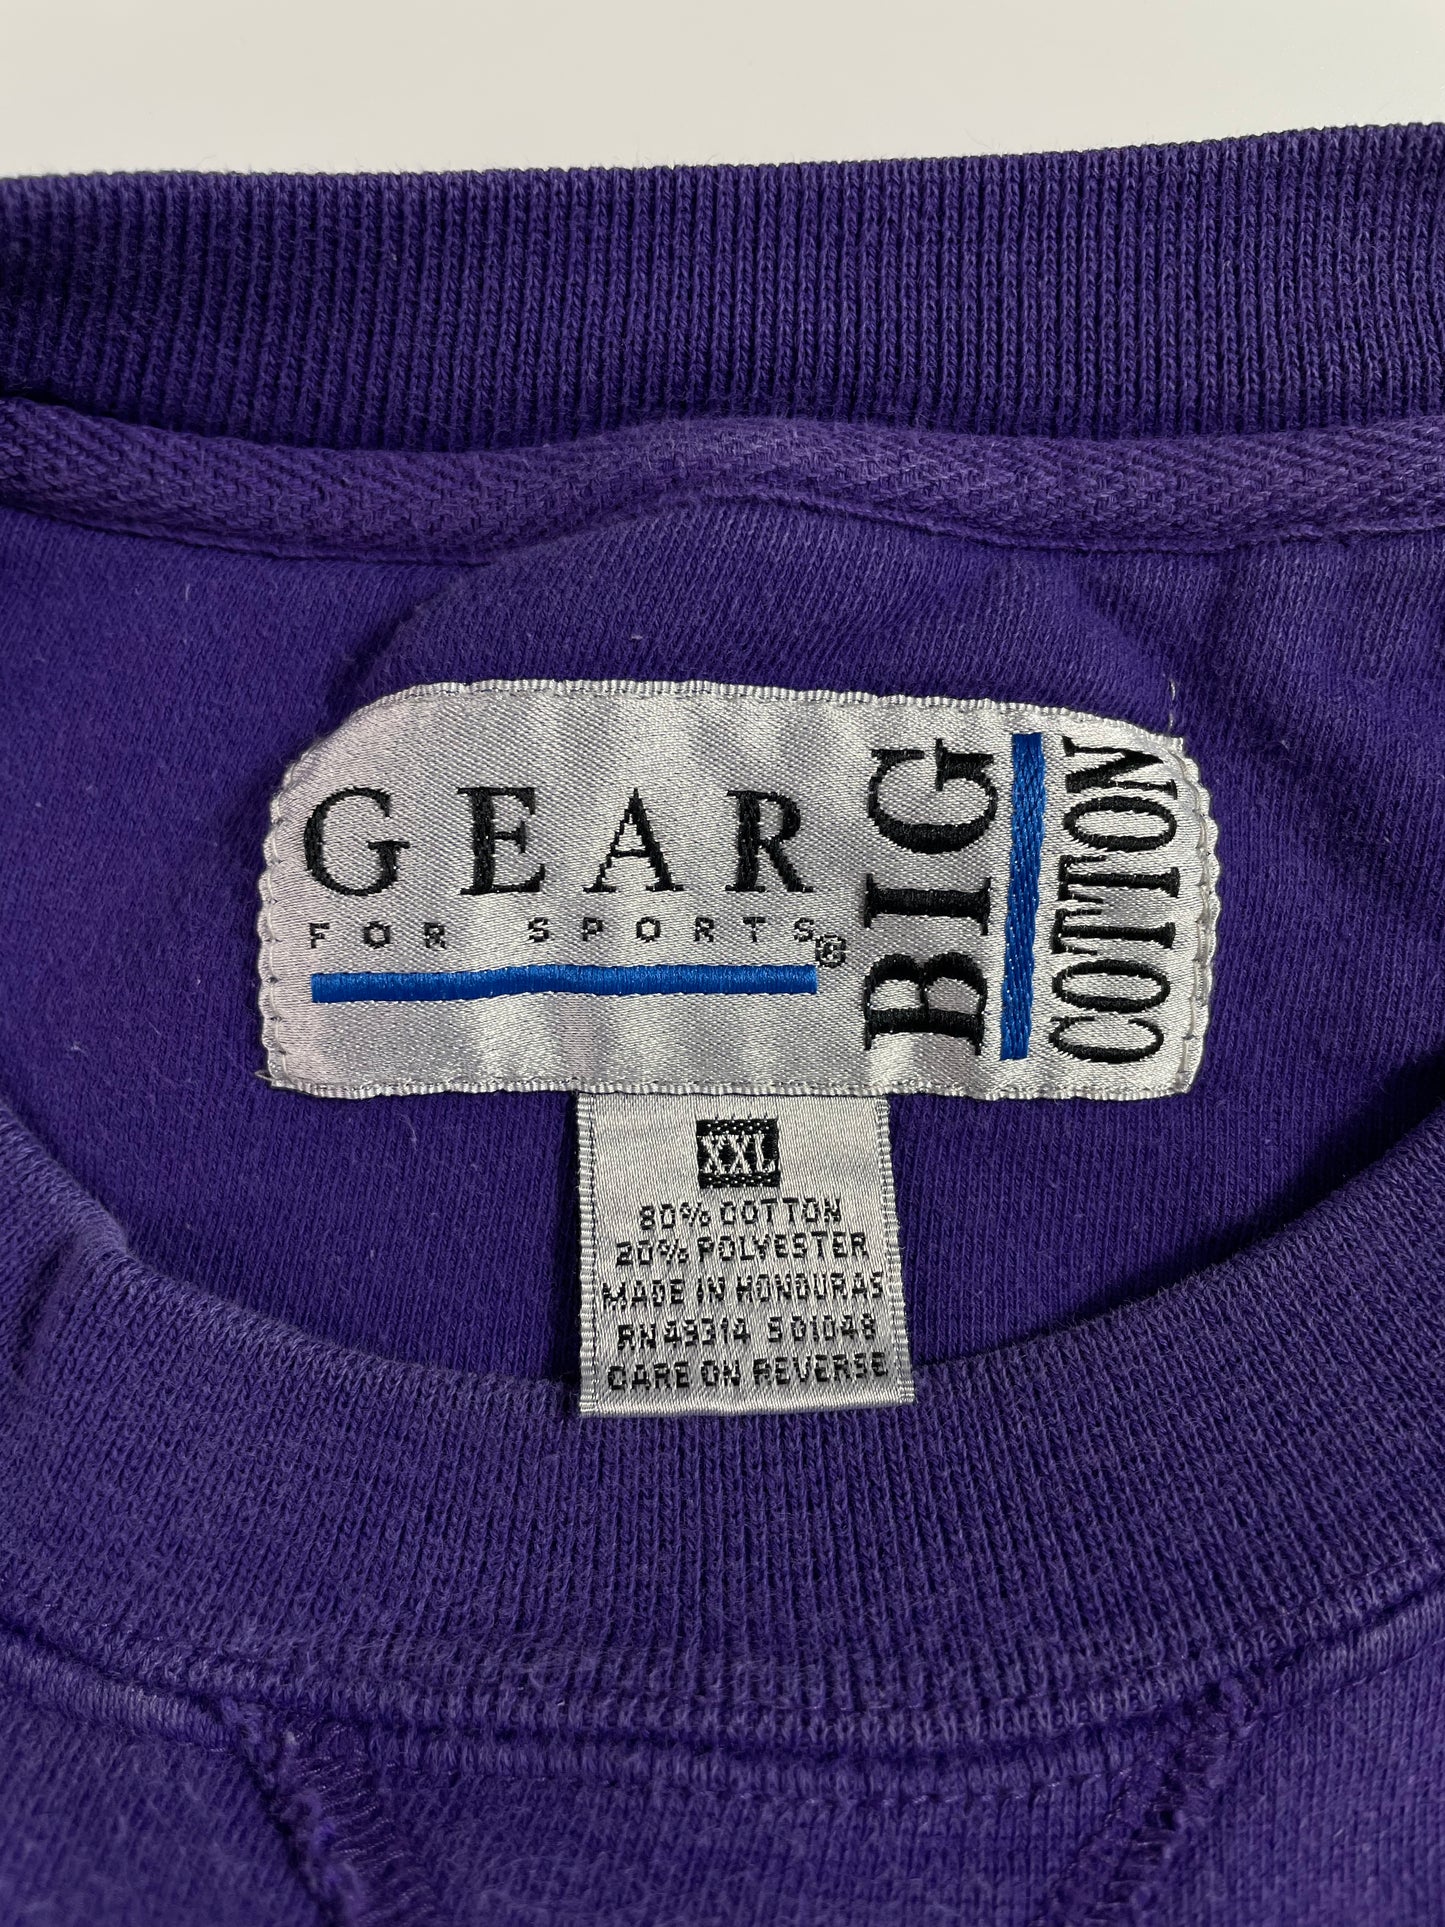 GEAR
FOR SPORTS®
BIG
COTTON
XXL
80% COTTON
20% POLYESTER
MADE IN HONDURAS
RN 49314 S01048
CARE ON REVERSE